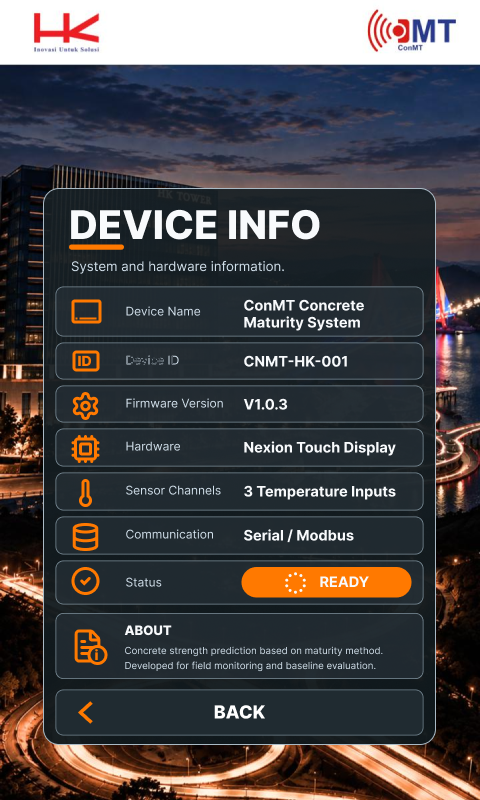 HK
Inovasi Untuk Solusi
MT
ConMT
HK TOWER
DEVICE INFO
System and hardware information.
Device Name
ConMT Concrete
Maturity System
ID
Device ID
CNMT-HK-001
Firmware Version
V1.0.3
Hardware
Nexion Touch Display
Sensor Channels
3 Temperature Inputs
Communication
Serial / Modbus
Status
READY
ABOUT
Concrete strength prediction based on maturity method.
Developed for field monitoring and baseline evaluation.
BACK